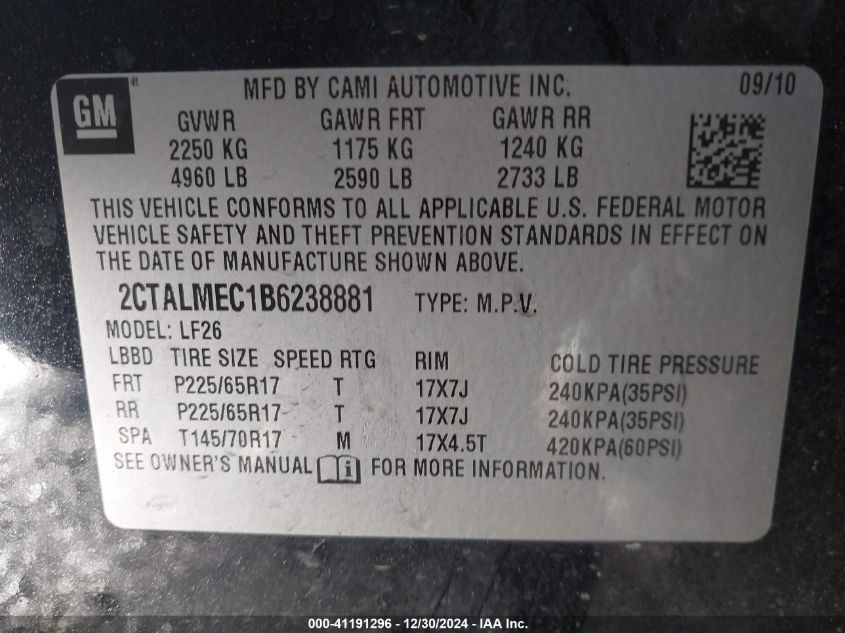 GM ®
MFD BY CAMI AUTOMOTIVE INC. 09/10
GVWR GAWR FRT GAWR RR
2250 KG 1175 KG 1240 KG
4960 LB 2590 LB 2733 LB
THIS VEHICLE CONFORMS TO ALL APPLICABLE U.S. FEDERAL MOTOR
VEHICLE SAFETY AND THEFT PREVENTION STANDARDS IN EFFECT ON
THE DATE OF MANUFACTURE SHOWN ABOVE.
2CTALMEC1B6238881 TYPE: M.P.V.
MODEL: LF26
LBBD TIRE SIZE SPEED RTG RIM COLD TIRE PRESSURE
FRT P225/65R17 T 17X7J 240KPA(35PSI)
RR P225/65R17 T 17X7J 240KPA(35PSI)
SPA T145/70R17 M 17X4.5T 420KPA(60PSI)
SEE OWNER'S MANUAL i FOR MORE INFORMATION.
000-41191296 - 12/30/2024 - IAA Inc.